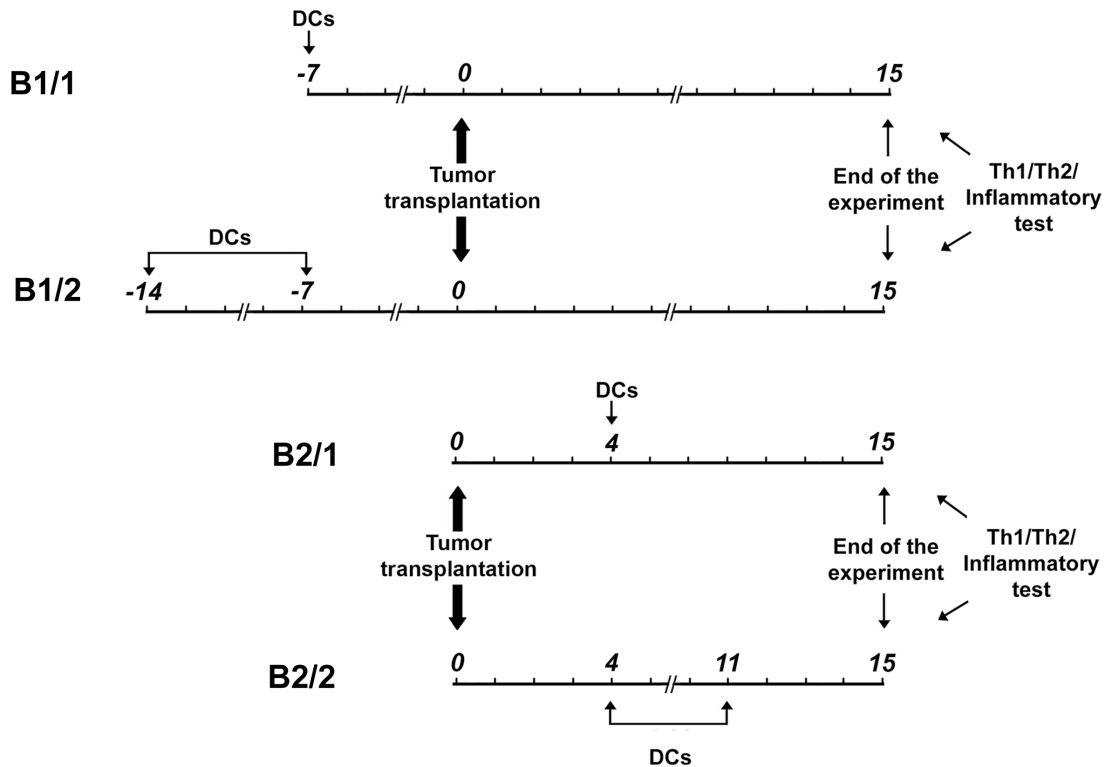 DCs
B1/1
-7 0 15
Tumor
transplantation
End of the
experiment
Th1/Th2/
Inflammatory
test
DCs
B1/2
-14 -7 0 15
DCs
B2/1
0 4 15
Tumor
transplantation
End of the
experiment
Th1/Th2/
Inflammatory
test
B2/2
0 4 11 15
DCs